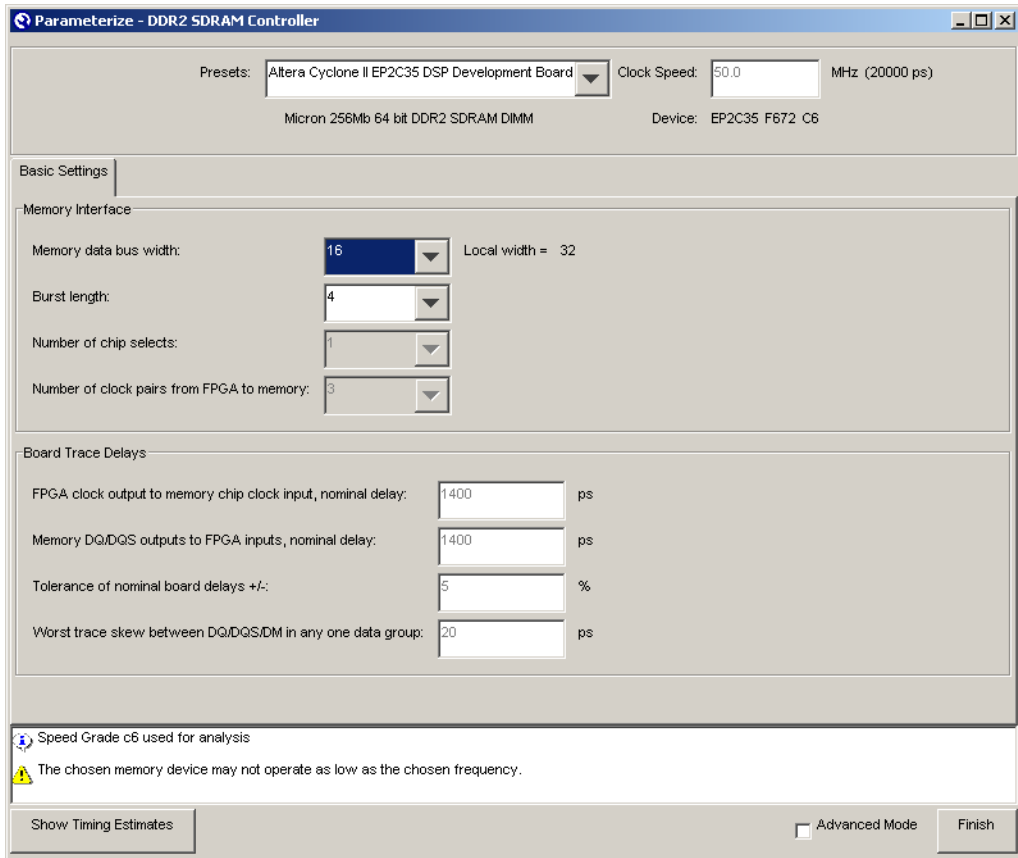 Parameterize - DDR2 SDRAM Controller
Presets: Altera Cyclone II EP2C35 DSP Development Board Clock Speed: 50.0 MHz (20000 ps)
Micron 256Mb 64 bit DDR2 SDRAM DIMM Device: EP2C35 F672 C6
Basic Settings
Memory Interface
Memory data bus width: 16 Local width = 32
Burst length: 4
Number of chip selects: 1
Number of clock pairs from FPGA to memory: 3
Board Trace Delays
FPGA clock output to memory chip clock input, nominal delay: 1400 ps
Memory DQ/DQS outputs to FPGA inputs, nominal delay: 1400 ps
Tolerance of nominal board delays +/-: 5 %
Worst trace skew between DQ/DQS/DM in any one data group: 20 ps
Speed Grade c6 used for analysis
The chosen memory device may not operate as low as the chosen frequency.
Show Timing Estimates Advanced Mode Finish